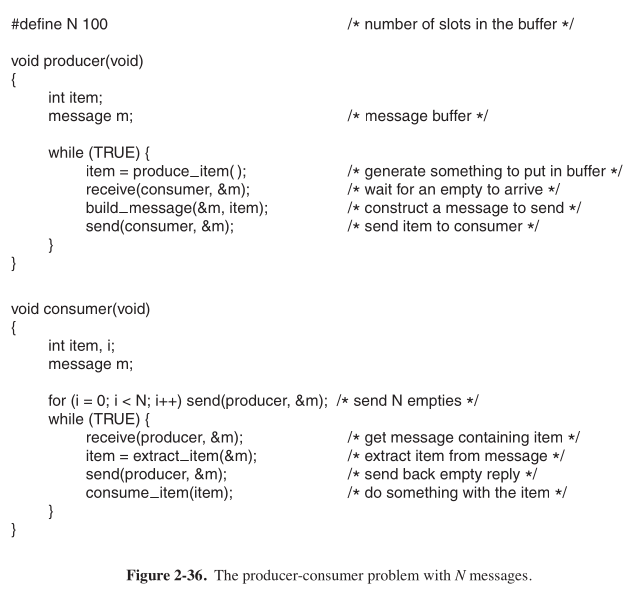 #define N 100 /* number of slots in the buffer */
void producer(void)
{
int item;
message m; /* message buffer */
while (TRUE) {
item = produce_item(); /* generate something to put in buffer */
receive(consumer, &m); /* wait for an empty to arrive */
build_message(&m, item); /* construct a message to send */
send(consumer, &m); /* send item to consumer */
}
}
void consumer(void)
{
int item, i;
message m;
for (i = 0; i < N; i++) send(producer, &m); /* send N empties */
while (TRUE) {
receive(producer, &m); /* get message containing item */
item = extract_item(&m); /* extract item from message */
send(producer, &m); /* send back empty reply */
consume_item(item); /* do something with the item */
}
}
Figure 2-36. The producer-consumer problem with N messages.